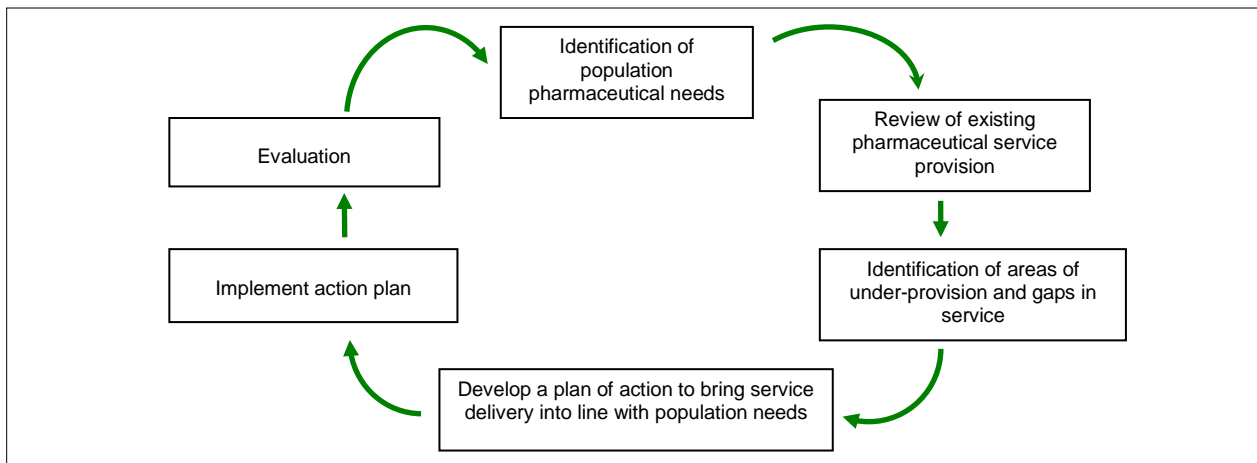 Identification of
population
pharmaceutical needs
Review of existing
pharmaceutical service
provision
Identification of areas of
under-provision and gaps in
service
Develop a plan of action to bring service
delivery into line with population needs
Implement action plan
Evaluation